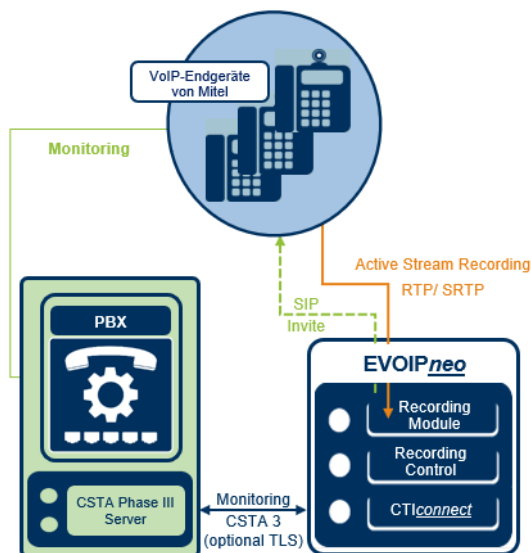 VoIP-Endgeräte
von Mitel
Monitoring
Active Stream Recording
RTP/ SRTP
SIP
Invite
PBX
EVOIPneo
Recording
Module
Recording
Control
CTIconnect
CSTA Phase III
Server
Monitoring
CSTA 3
(optional TLS)